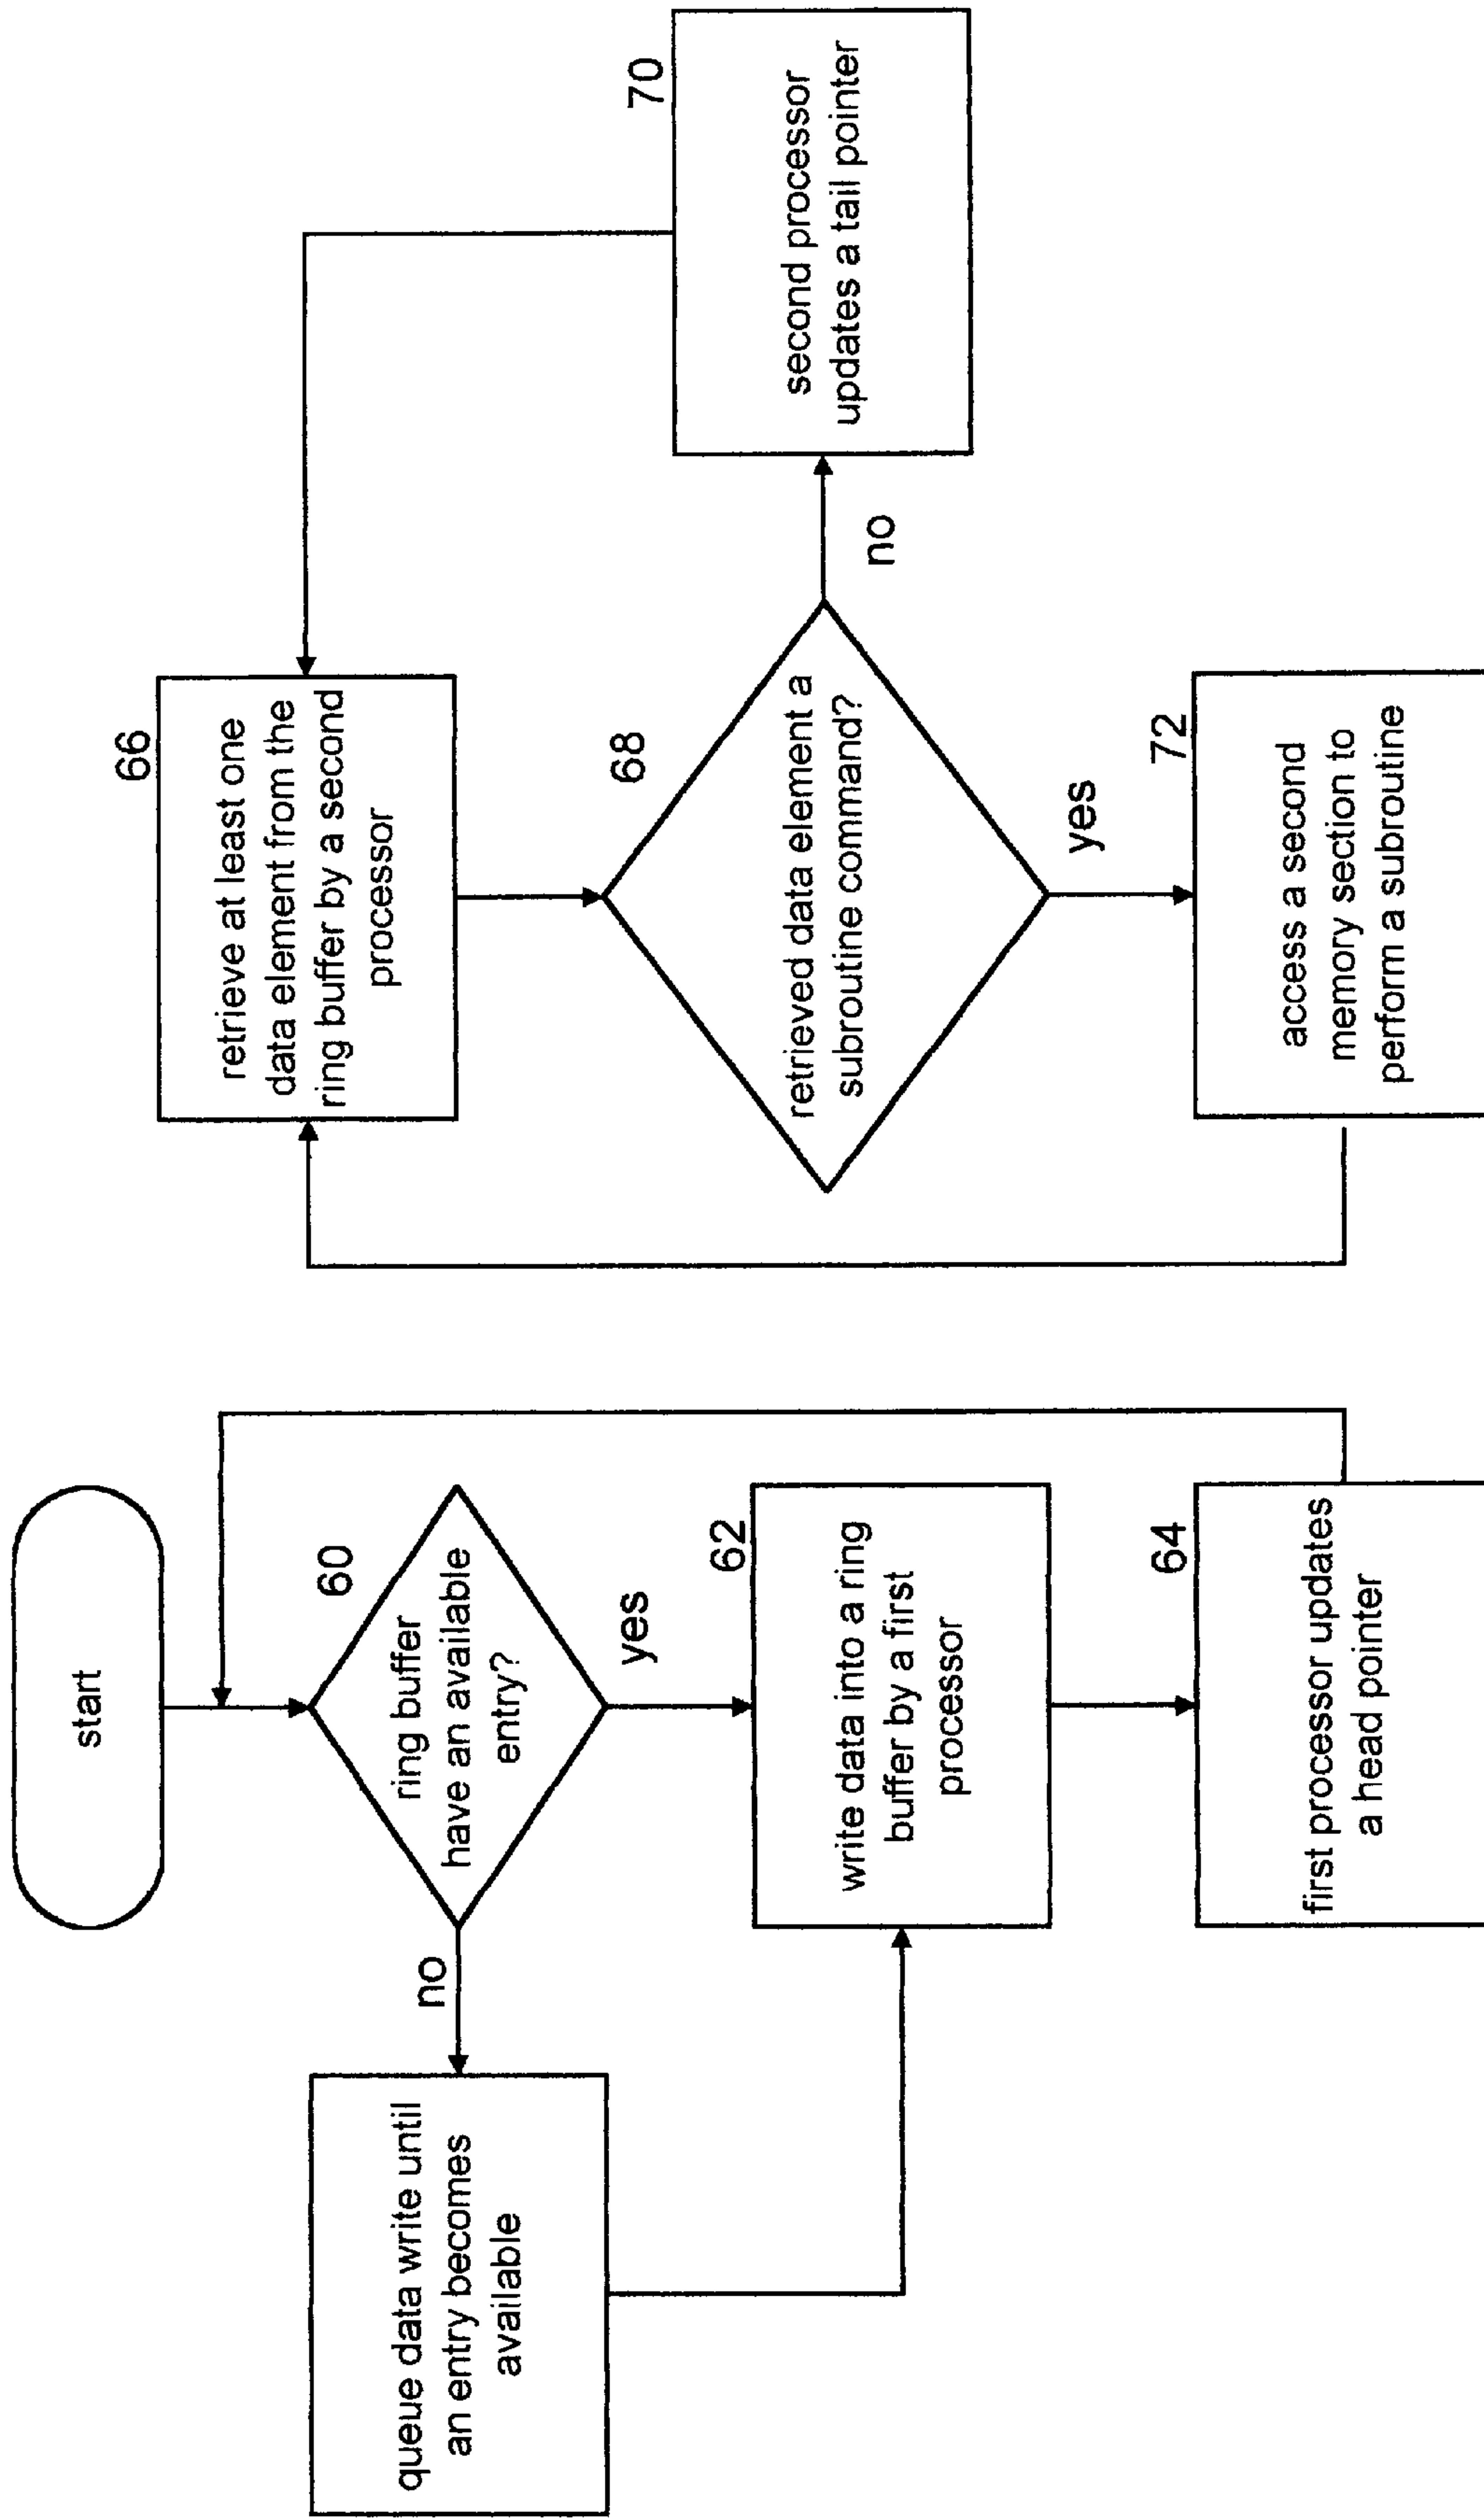 start
60
ring buffer
have an available
entry?
no
yes
queue data write until
an entry becomes
available
62
write data into a ring
buffer by a first
processor
64
first processor updates
a head pointer
66
retrieve at least one
data element from the
ring buffer by a second
processor
68
retrieved data element a
subroutine command?
no
yes
70
second processor
updates a tail pointer
72
access a second
memory section to
perform a subroutine